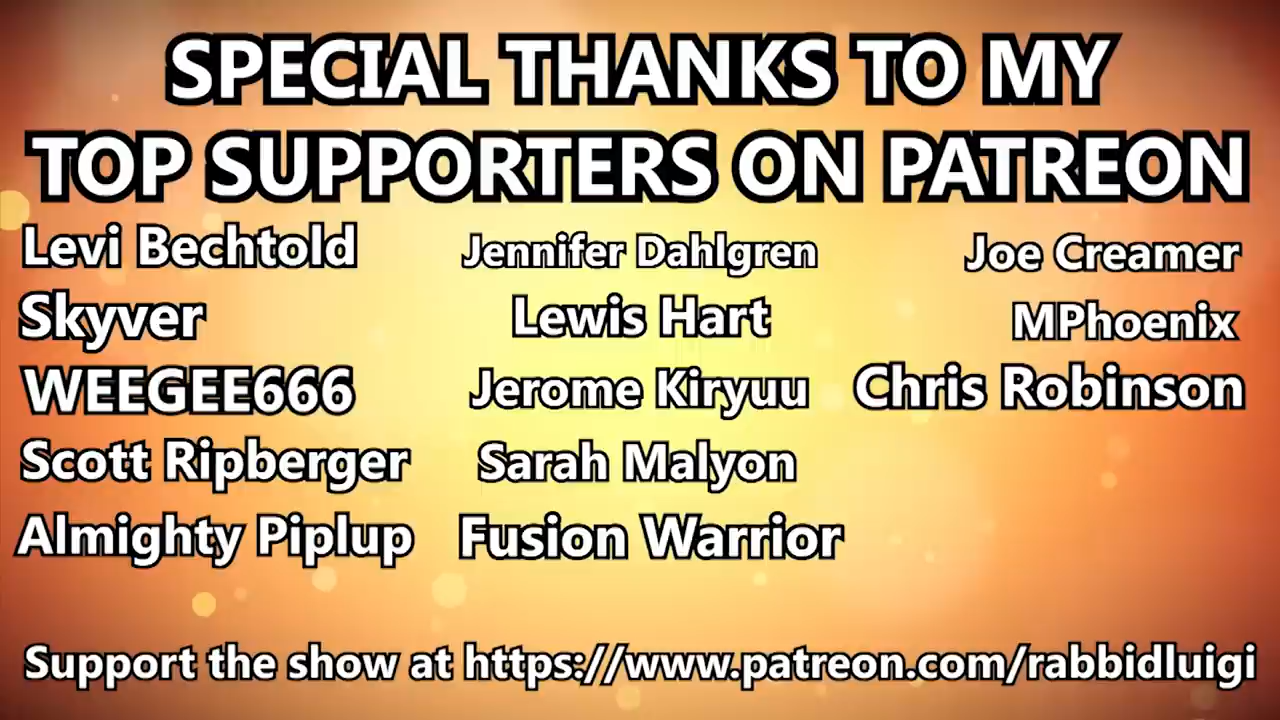 SPECIAL THANKS TO MY
TOP SUPPORTERS ON PATREON
Levi Bechtold
Skyver
WEEGEE666
Scott Ripberger
Almighty Piplup
Jennifer Dahlgren
Lewis Hart
Jerome Kiryuu
Sarah Malyon
Fusion Warrior
Joe Creamer
MPhoenix
Chris Robinson
Support the show at https://www.patreon.com/rabbidluigi